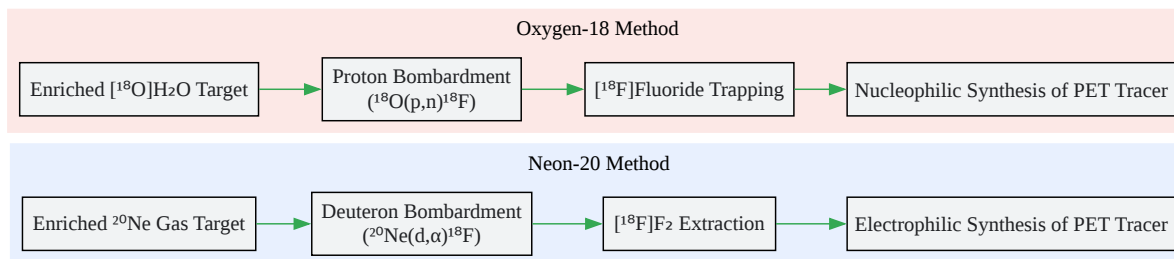 Oxygen-18 Method
Enriched [¹⁸O]H₂O Target
Proton Bombardment
(¹⁸O(p,n)¹⁸F)
[¹⁸F]Fluoride Trapping
Nucleophilic Synthesis of PET Tracer
Neon-20 Method
Enriched ²⁰Ne Gas Target
Deuteron Bombardment
(²⁰Ne(d,α)¹⁸F)
[¹⁸F]F₂ Extraction
Electrophilic Synthesis of PET Tracer